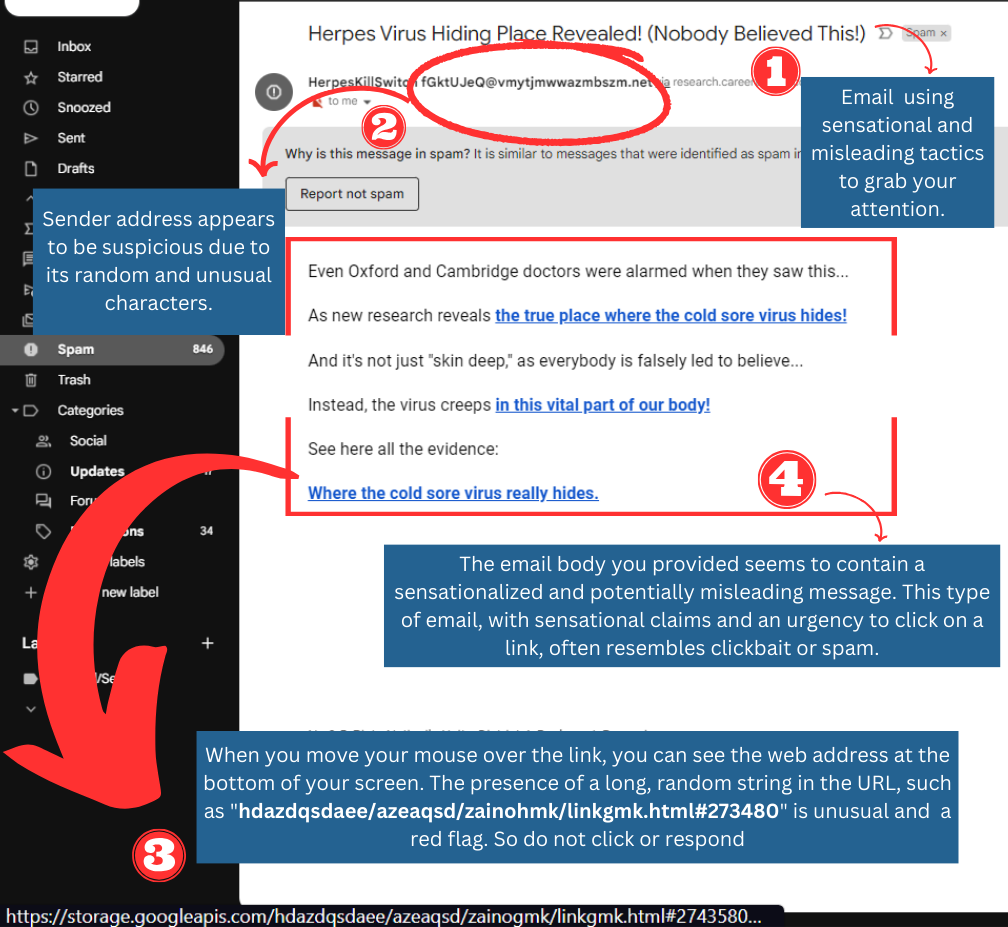 Herpes Virus Hiding Place Revealed! (Nobody Believed This!)
Spam ×
HerpesKillSwitch fGktUJeQ@vmytjmwwazmbszm.net via research.career
to me
1
Email using
sensational and
misleading tactics
to grab your
attention.
2
Why is this message in spam? It is similar to messages that were identified as spam in
Report not spam
Sender address appears
to be suspicious due to
its random and unusual
characters.
Inbox
Starred
Snoozed
Sent
Drafts
Spam 846
Trash
Categories
Social
Updates
34
labels
new label
+
Even Oxford and Cambridge doctors were alarmed when they saw this...
As new research reveals the true place where the cold sore virus hides!
And it's not just "skin deep," as everybody is falsely led to believe...
Instead, the virus creeps in this vital part of our body!
See here all the evidence:
Where the cold sore virus really hides.
4
The email body you provided seems to contain a
sensationalized and potentially misleading message. This type
of email, with sensational claims and an urgency to click on a
link, often resembles clickbait or spam.
When you move your mouse over the link, you can see the web address at the
bottom of your screen. The presence of a long, random string in the URL, such
as "hdazdqsdaee/azeaqsd/zainohmk/linkgmk.html#273480" is unusual and a
red flag. So do not click or respond
3
https://storage.googleapis.com/hdazdqsdaee/azeaqsd/zainogmk/linkgmk.html#2743580...